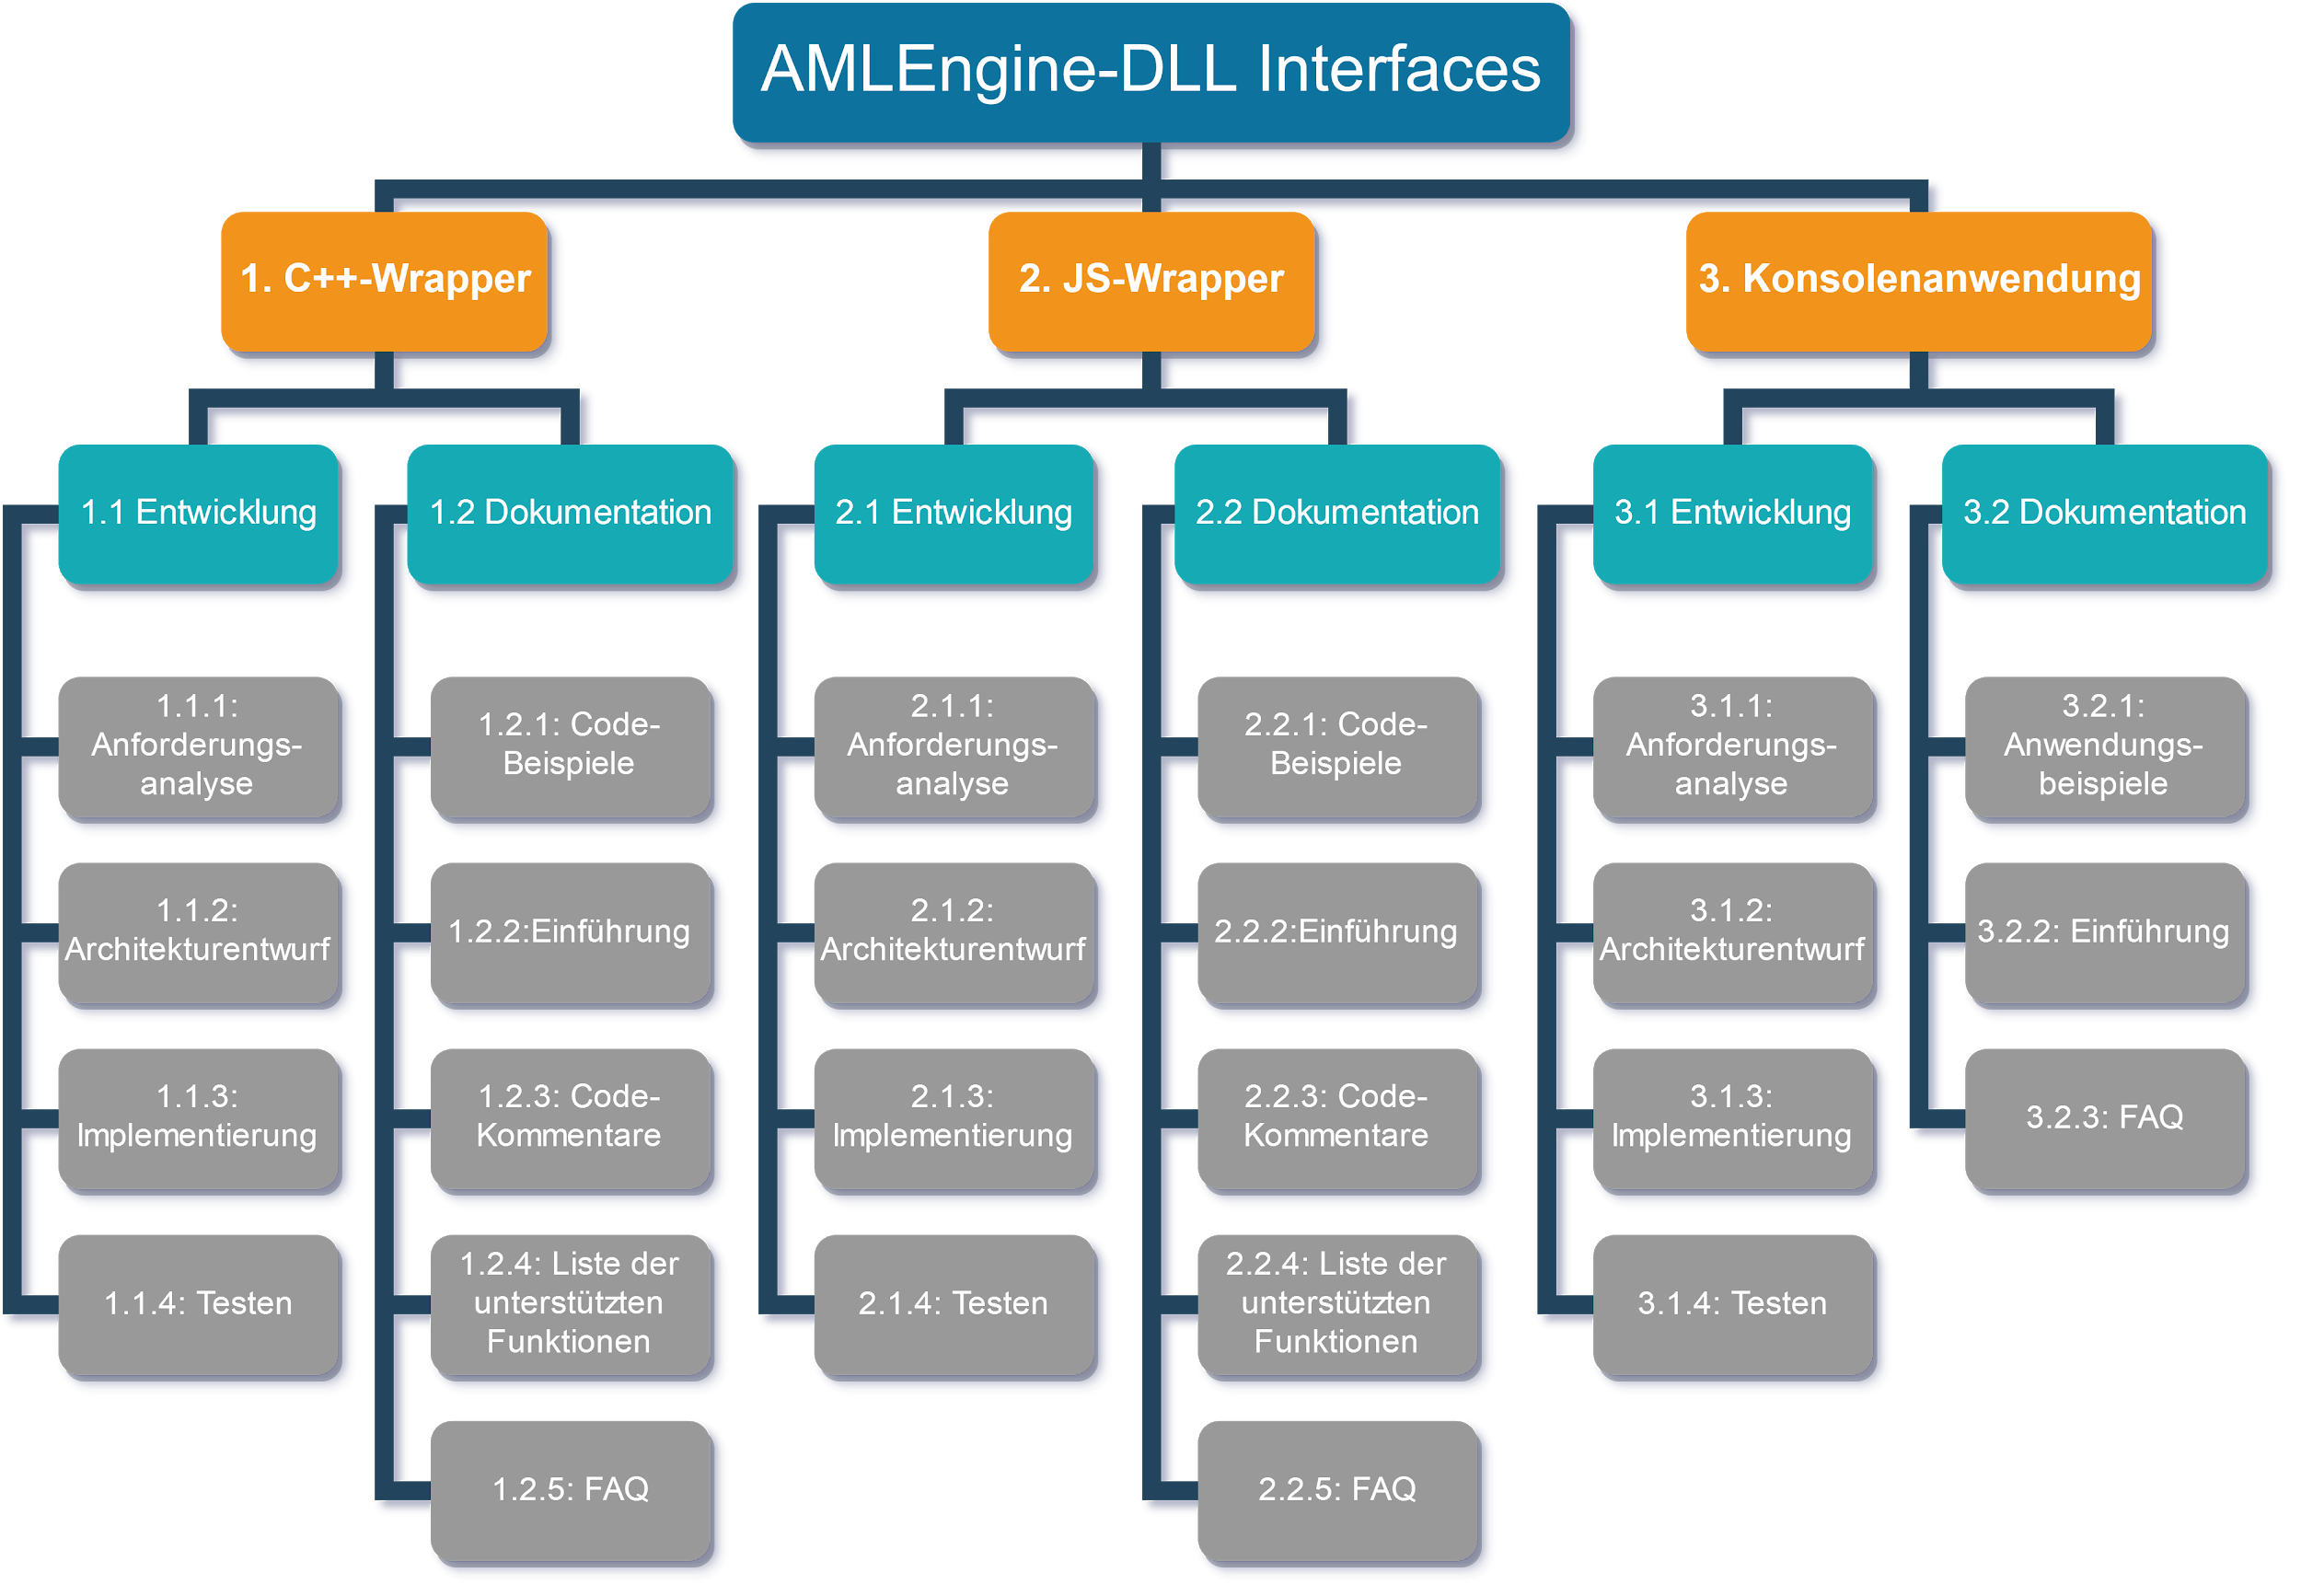 AMLEngine-DLL Interfaces
1. C++-Wrapper
2. JS-Wrapper
3. Konsolenanwendung
1.1 Entwicklung
1.2 Dokumentation
2.1 Entwicklung
2.2 Dokumentation
3.1 Entwicklung
3.2 Dokumentation
1.1.1:
Anforderungs-
analyse
1.2.1: Code-
Beispiele
2.1.1:
Anforderungs-
analyse
2.2.1: Code-
Beispiele
3.1.1:
Anforderungs-
analyse
3.2.1:
Anwendungs-
beispiele
1.1.2:
Architekturentwurf
1.2.2:Einführung
2.1.2:
Architekturentwurf
2.2.2:Einführung
3.1.2:
Architekturentwurf
3.2.2: Einführung
1.1.3:
Implementierung
1.2.3: Code-
Kommentare
2.1.3:
Implementierung
2.2.3: Code-
Kommentare
3.1.3:
Implementierung
3.2.3: FAQ
1.1.4: Testen
1.2.4: Liste der
unterstützten
Funktionen
2.1.4: Testen
2.2.4: Liste der
unterstützten
Funktionen
3.1.4: Testen
1.2.5: FAQ
2.2.5: FAQ